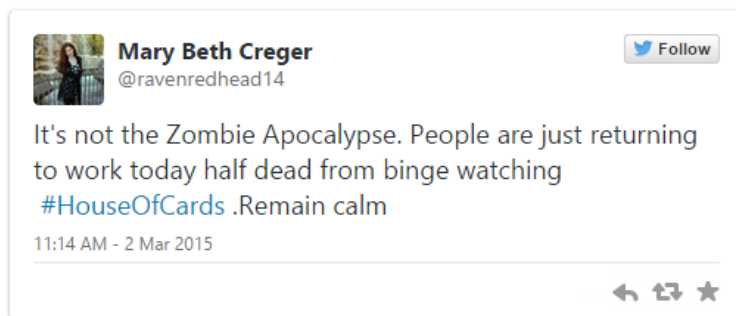 Mary Beth Creger
@ravenredhead14
Follow
It's not the Zombie Apocalypse. People are just returning
to work today half dead from binge watching
#HouseOfCards .Remain calm
11:14 AM - 2 Mar 2015